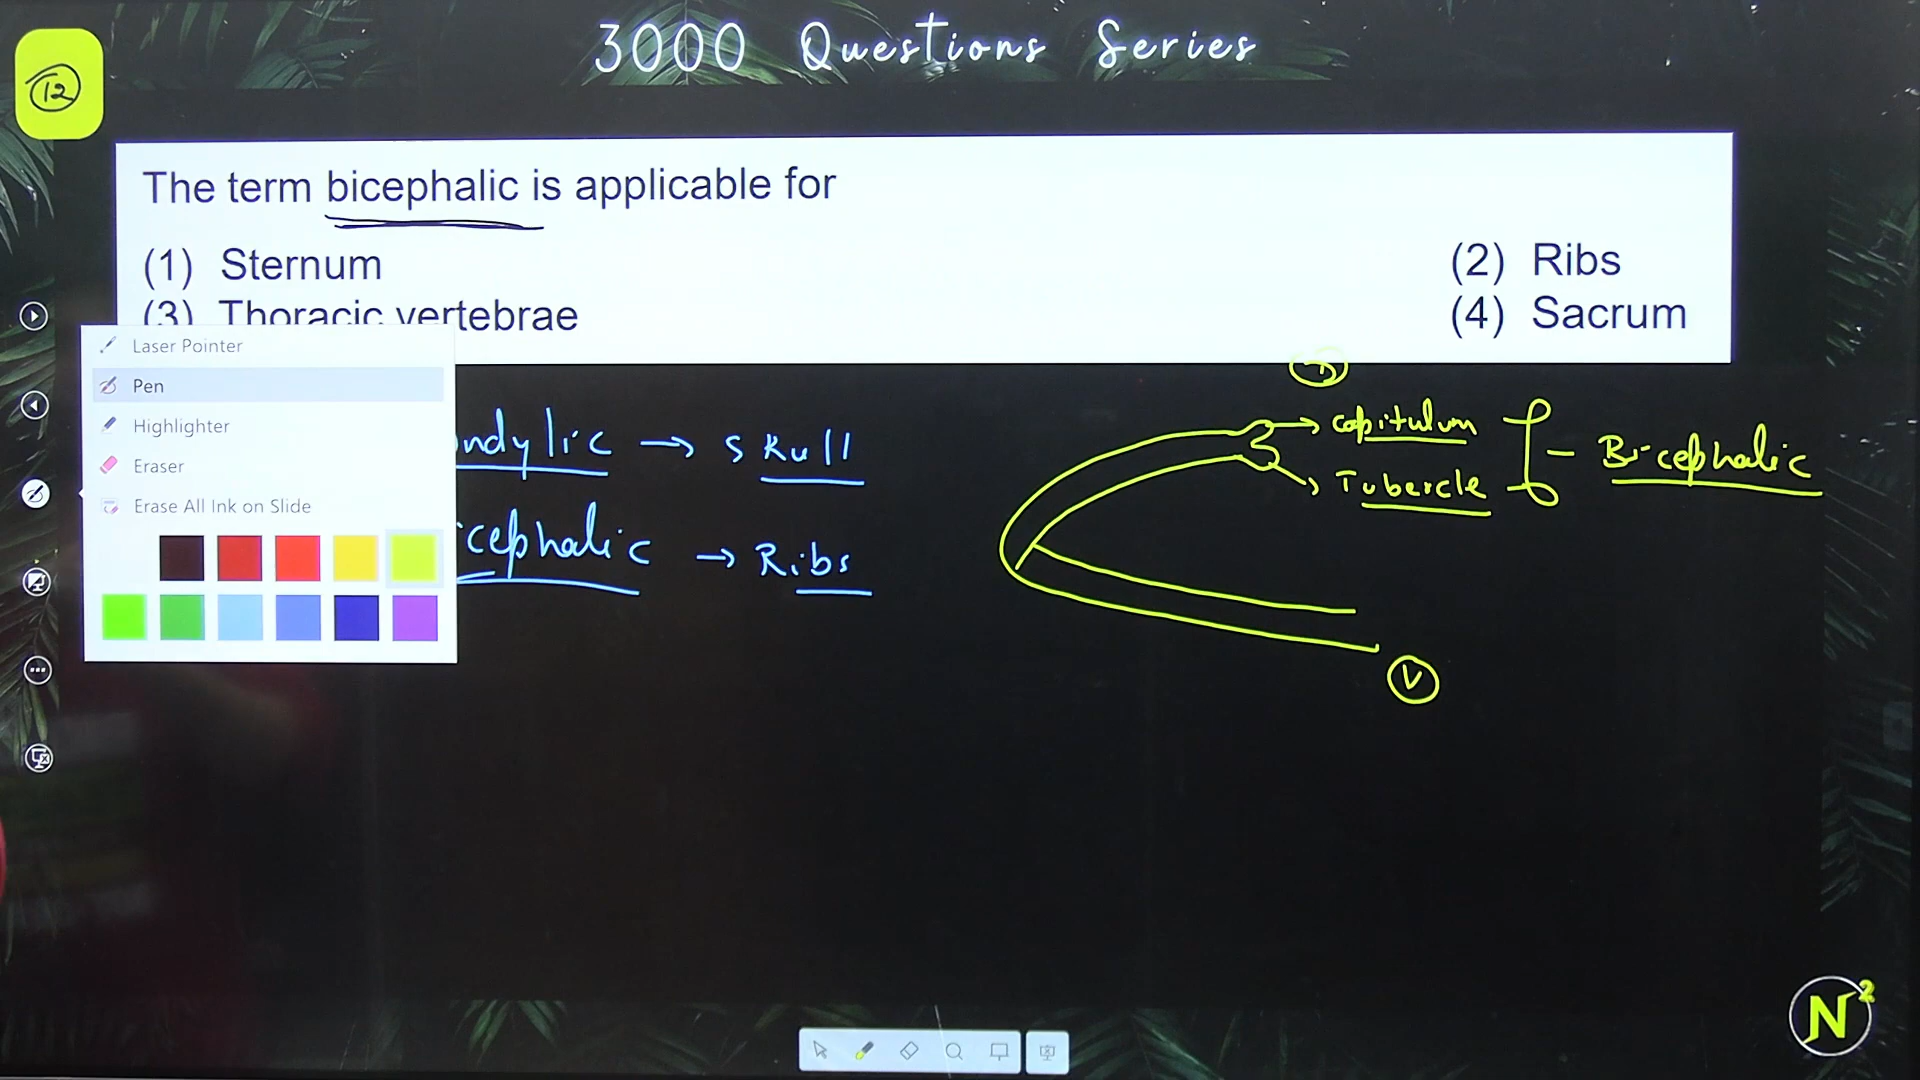 3000 Questions Series
12
The term bicephalic is applicable for
(1) Sternum
(2) Ribs
(3) Thoracic vertebrae
(4) Sacrum
Laser Pointer
Pen
Highlighter
Eraser
Erase All Ink on Slide
ndylic → skull
icephalic → Ribs
D
capitulum
Tubercle
Bicephalic
V
N²